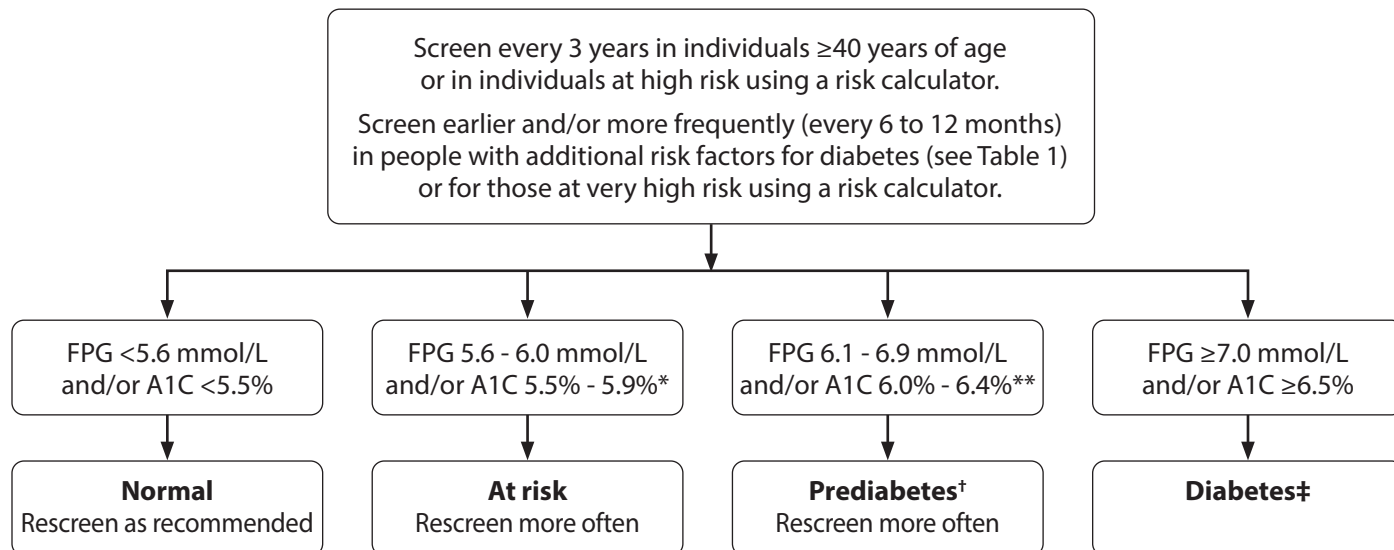 Screen every 3 years in individuals ≥40 years of age
or in individuals at high risk using a risk calculator.
Screen earlier and/or more frequently (every 6 to 12 months)
in people with additional risk factors for diabetes (see Table 1)
or for those at very high risk using a risk calculator.
FPG <5.6 mmol/L
and/or A1C <5.5%
FPG 5.6 - 6.0 mmol/L
and/or A1C 5.5% - 5.9%*
FPG 6.1 - 6.9 mmol/L
and/or A1C 6.0% - 6.4%**
FPG ≥7.0 mmol/L
and/or A1C ≥6.5%
Normal
Rescreen as recommended
At risk
Rescreen more often
Prediabetes†
Rescreen more often
Diabetes‡